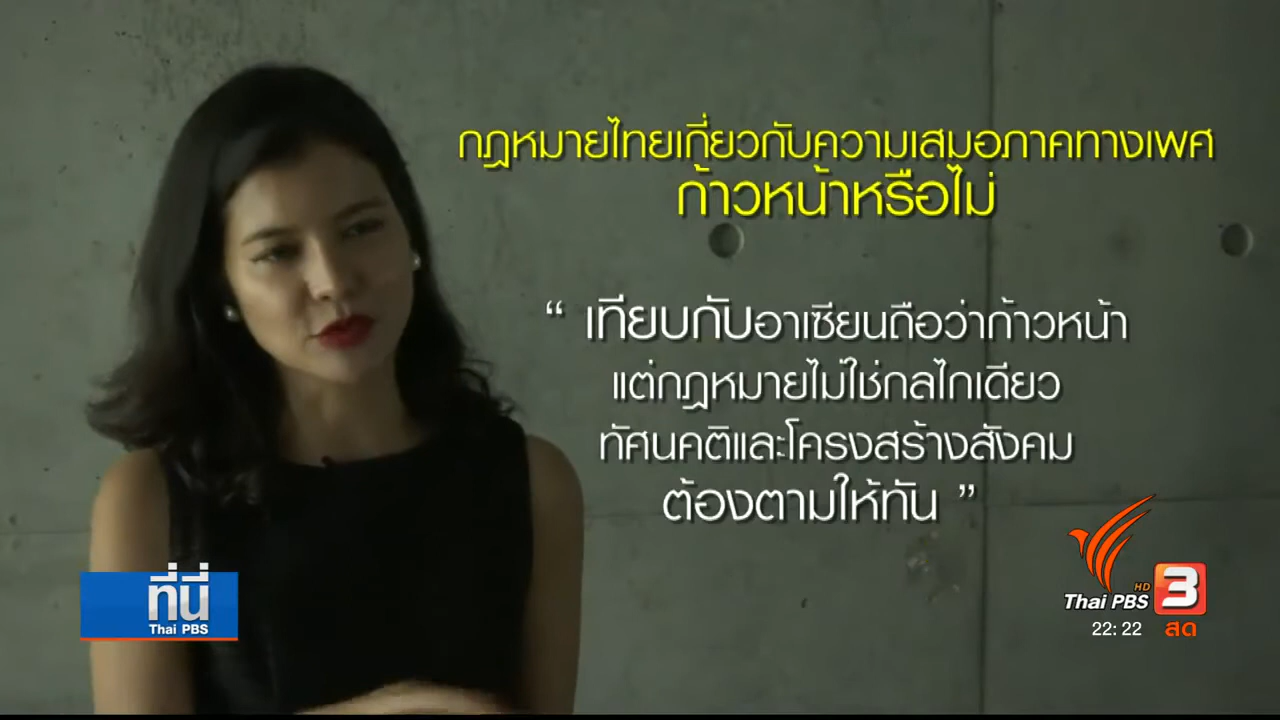 กฎหมายไทยเกี่ยวกับความเสมอภาคทางเพศ
ก้าวหน้าหรือไม่
“ เทียบกับอาเซียนถือว่าก้าวหน้า
แต่กฎหมายไม่ใช่กลไกเดียว
ทัศนคติและโครงสร้างสังคม
ต้องตามให้ทัน ”
ที่นี่
Thai PBS
HD
Thai PBS 3
22:22 สด